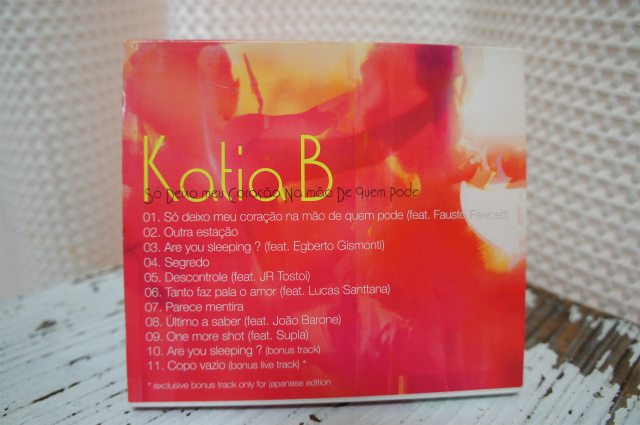 Katia B
Só Deixo meu Coração Na mão De quem Pode
01. Só deixo meu coração na mão de quem pode (feat. Fausto Fawcett)
02. Outra estação
03. Are you sleeping ? (feat. Egberto Gismonti)
04. Segredo
05. Descontrole (feat. JR Tostoi)
06. Tanto faz paia o amor (feat. Lucas Santtana)
07. Parece mentira
08. Último a saber (feat. João Barone)
09. One more shot (feat. Supla)
10. Are you sleeping ? (bonus track)
11. Copo vazio (bonus live track) *
* exclusive bonus track only for japanese edition